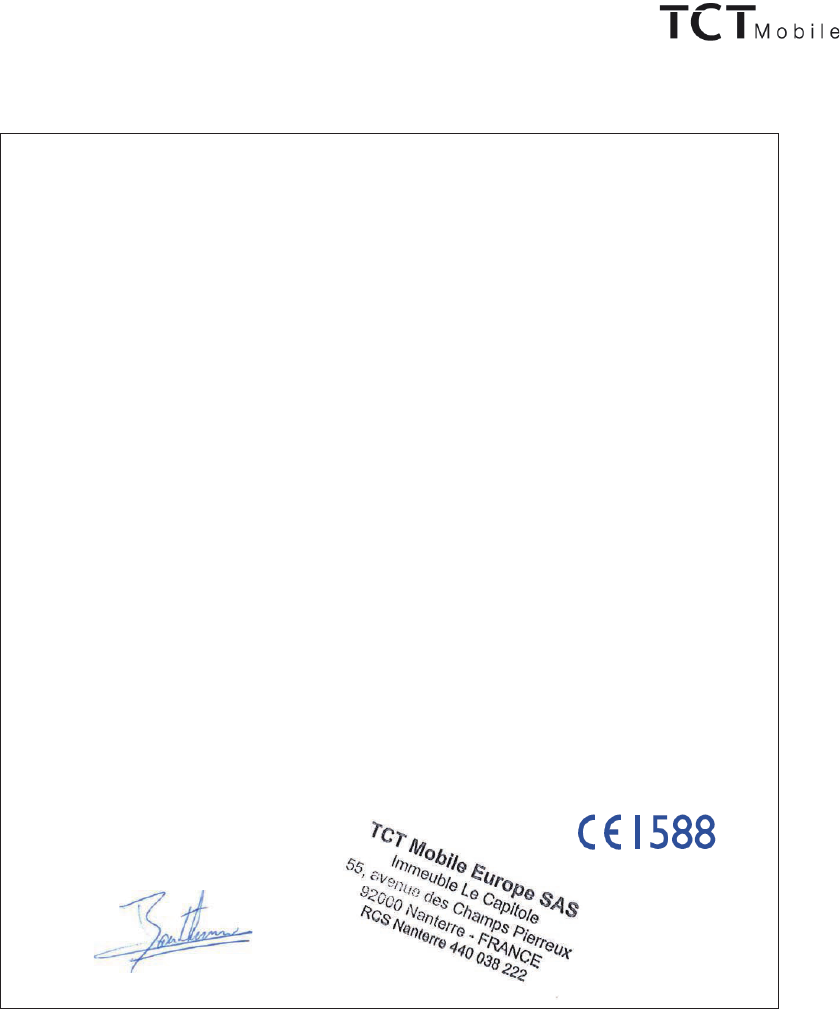 TCT Mobile
CE1588
TCT Mobile Europe SAS
Immeuble Le Capitole
55, avenue des Champs Pierreux
92000 Nanterre - FRANCE
RCS Nanterre 440 038 222